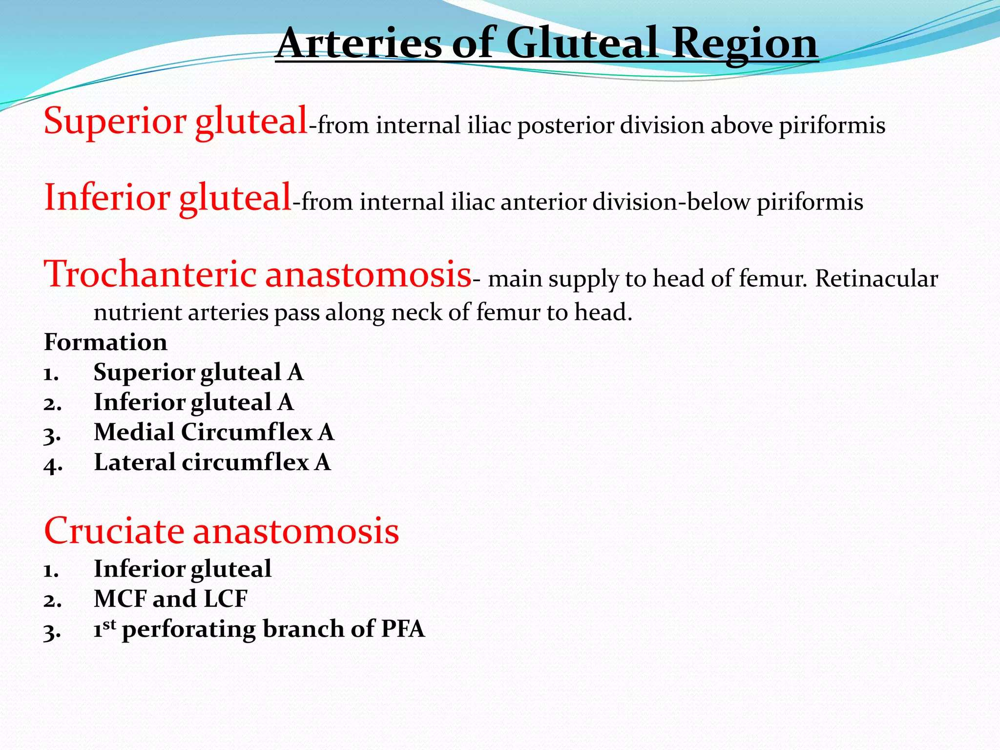 Arteries of Gluteal Region
Superior gluteal-from internal iliac posterior division above piriformis
Inferior gluteal-from internal iliac anterior division-below piriformis
Trochanteric anastomosis- main supply to head of femur. Retinacular
nutrient arteries pass along neck of femur to head.
Formation
1. Superior gluteal A
2. Inferior gluteal A
3. Medial Circumflex A
4. Lateral circumflex A
Cruciate anastomosis
1. Inferior gluteal
2. MCF and LCF
3. 1st perforating branch of PFA